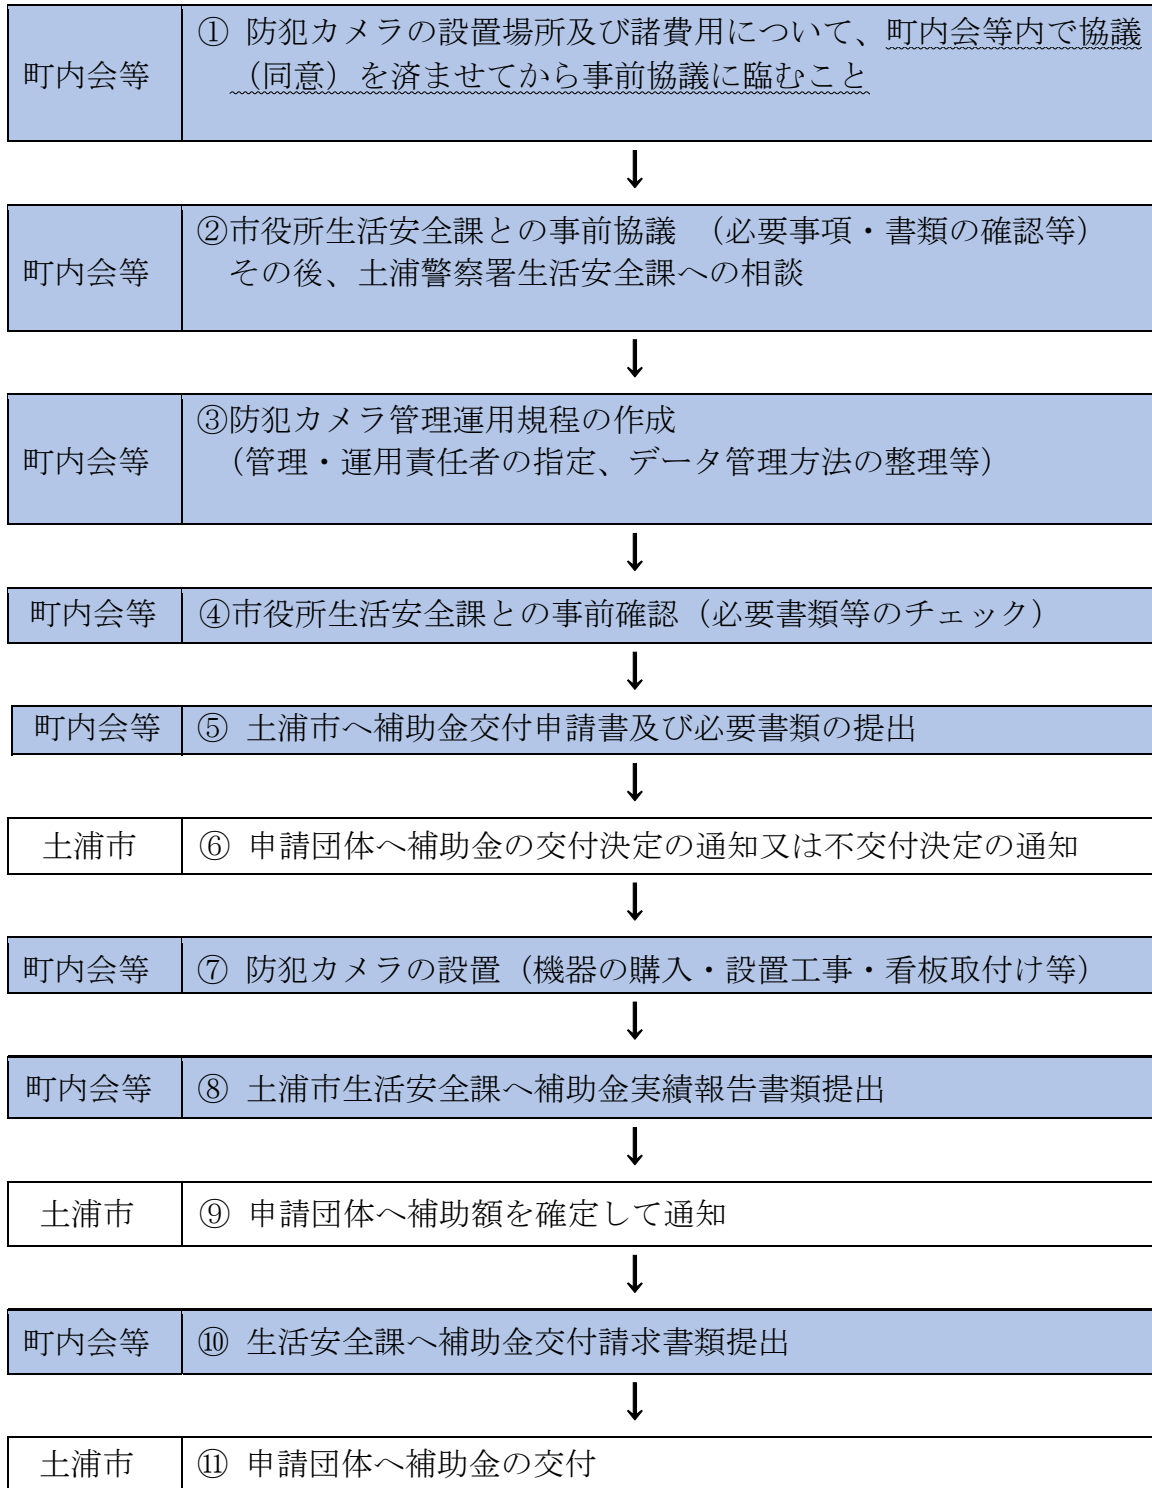 町内会等
① 防犯カメラの設置場所及び諸費用について、町内会等内で協議
（同意）を済ませてから事前協議に臨むこと
↓
町内会等
②市役所生活安全課との事前協議 （必要事項・書類の確認等）
その後、土浦警察署生活安全課への相談
↓
町内会等
③防犯カメラ管理運用規程の作成
（管理・運用責任者の指定、データ管理方法の整理等）
↓
町内会等 ④市役所生活安全課との事前確認（必要書類等のチェック）
↓
町内会等 ⑤ 土浦市へ補助金交付申請書及び必要書類の提出
↓
土浦市 ⑥ 申請団体へ補助金の交付決定の通知又は不交付決定の通知
↓
町内会等 ⑦ 防犯カメラの設置（機器の購入・設置工事・看板取付け等）
↓
町内会等 ⑧ 土浦市生活安全課へ補助金実績報告書類提出
↓
土浦市 ⑨ 申請団体へ補助額を確定して通知
↓
町内会等 ⑩ 生活安全課へ補助金交付請求書類提出
↓
土浦市 ⑪ 申請団体へ補助金の交付